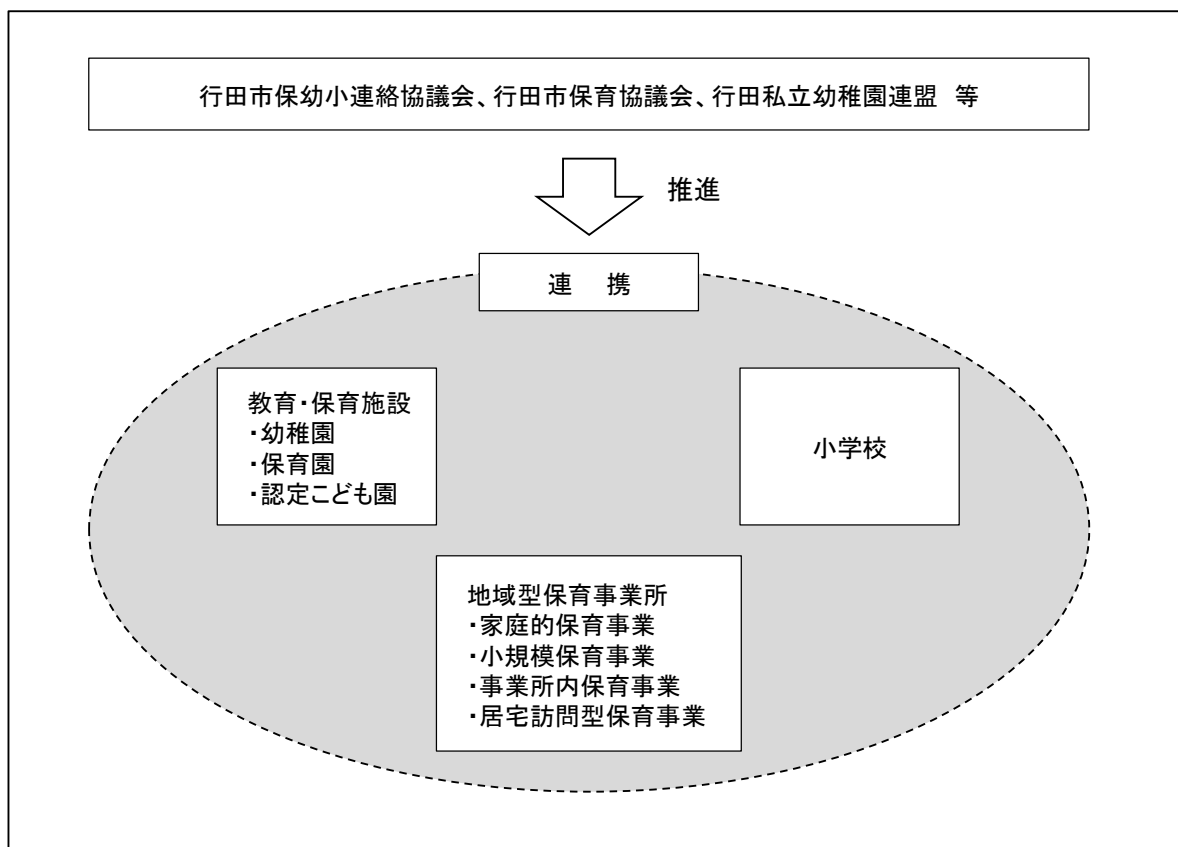 行田市保幼小連絡協議会、行田市保育協議会、行田私立幼稚園連盟 等
推進
連 携
教育・保育施設
・幼稚園
・保育園
・認定こども園
小学校
地域型保育事業所
・家庭的保育事業
・小規模保育事業
・事業所内保育事業
・居宅訪問型保育事業